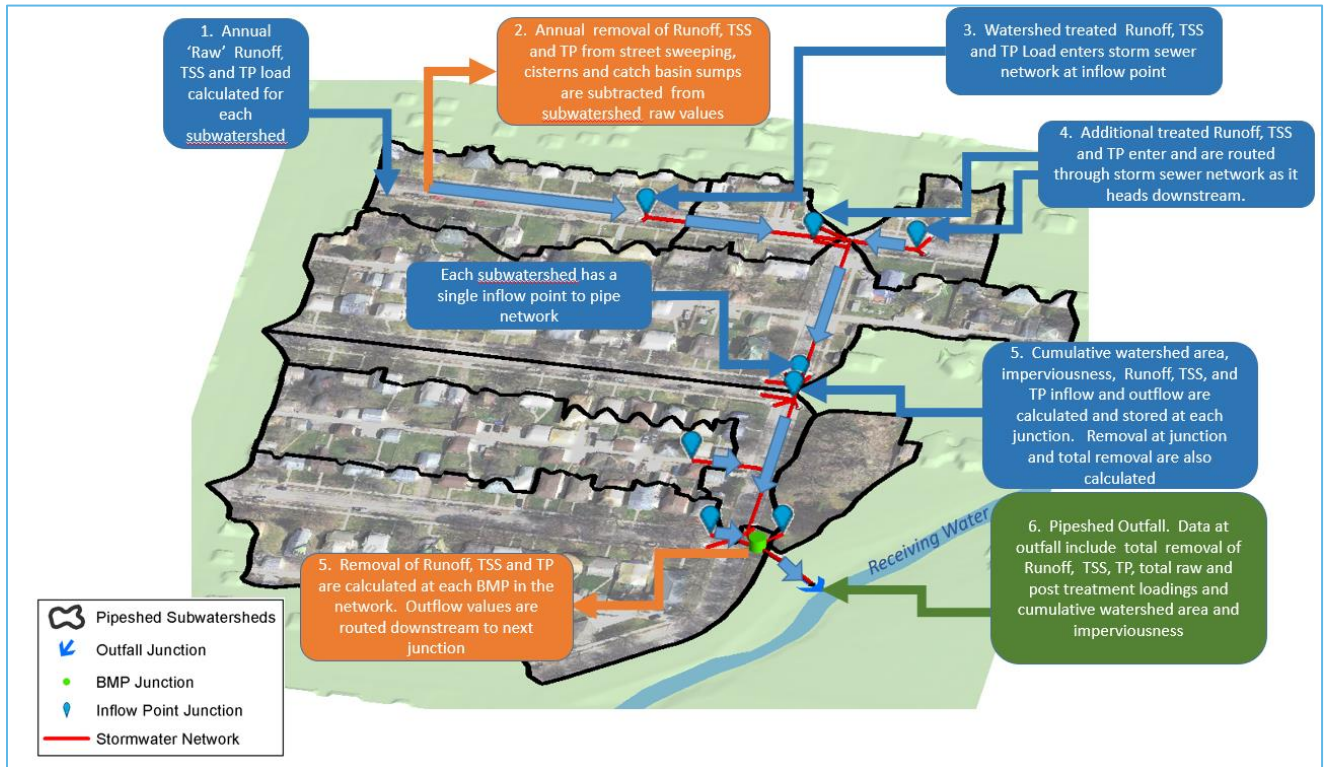 1. Annual
‘Raw’ Runoff,
TSS and TP load
calculated for
each
subwatershed
2. Annual removal of Runoff, TSS
and TP from street sweeping,
cisterns and catch basin sumps
are subtracted from
subwatershed raw values
3. Watershed treated Runoff, TSS
and TP Load enters storm sewer
network at inflow point
4. Additional treated Runoff, TSS
and TP enter and are routed
through storm sewer network as it
heads downstream.
Each subwatershed has a
single inflow point to pipe
network
5. Cumulative watershed area,
imperviousness, Runoff, TSS, and
TP inflow and outflow are
calculated and stored at each
junction. Removal at junction
and total removal are also
calculated
5. Removal of Runoff, TSS and TP
are calculated at each BMP in the
network. Outflow values are
routed downstream to next
junction
Receiving Water
6. Pipeshed Outfall. Data at
outfall include total removal of
Runoff, TSS, TP, total raw and
post treatment loadings and
cumulative watershed area and
imperviousness
Pipeshed Subwatersheds
Outfall Junction
BMP Junction
Inflow Point Junction
Stormwater Network